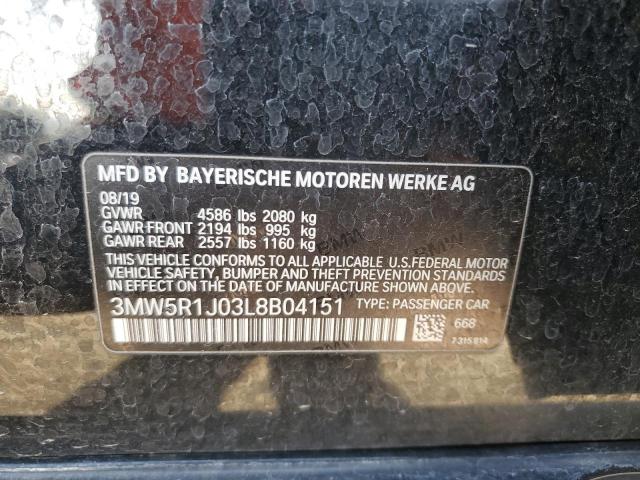 MFD BY BAYERISCHE MOTOREN WERKE AG
08/19
GVWR 4586 lbs 2080 kg
GAWR FRONT 2194 lbs 995 kg
GAWR REAR 2557 lbs 1160 kg
THIS VEHICLE CONFORMS TO ALL APPLICABLE U.S.FEDERAL MOTOR
VEHICLE SAFETY, BUMPER AND THEFT PREVENTION STANDARDS
IN EFFECT ON THE DATE OF MANUFACTURE SHOWN ABOVE.
3MW5R1J03L8B04151 TYPE: PASSENGER CAR
668
7315814